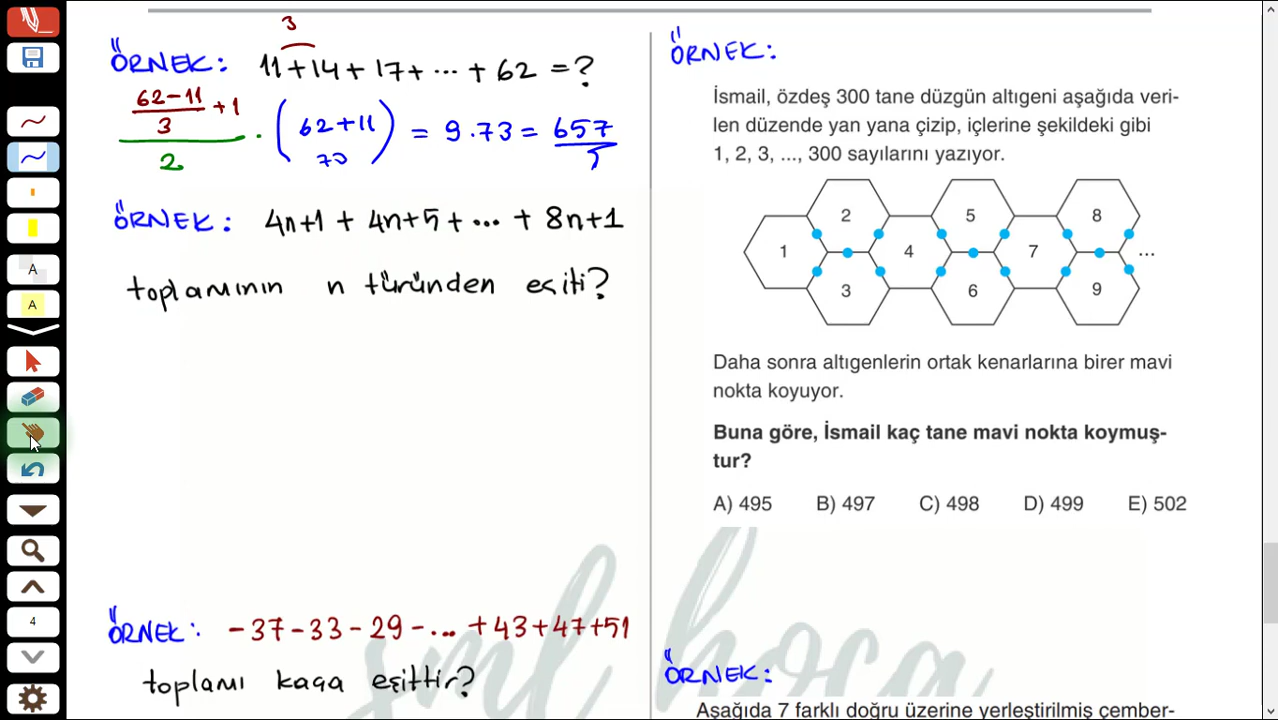 ÖRNEK: 11+14+17+...+62=?
3
62-11/3 +1 / 2 . (62+11) = 9.73 = 657
73
ÖRNEK: 4n+1 + 4n+5 + ... + 8n+1
toplamının n türünden eşiti?
ÖRNEK: -37-33-29-...+43+47+51
toplamı kaça eşittir?
ÖRNEK:
İsmail, özdeş 300 tane düzgün altıgeni aşağıda veri-
len düzende yan yana çizip, içlerine şekildeki gibi
1, 2, 3, ..., 300 sayılarını yazıyor.
2 5 8
1 4 7 ...
3 6 9
Daha sonra altıgenlerin ortak kenarlarına birer mavi
nokta koyuyor.
Buna göre, İsmail kaç tane mavi nokta koymuş-
tur?
A) 495 B) 497 C) 498 D) 499 E) 502
ÖRNEK:
Aşağıda 7 farklı doğru üzerine yerleştirilmiş çember-
sml hoca
A
A
4